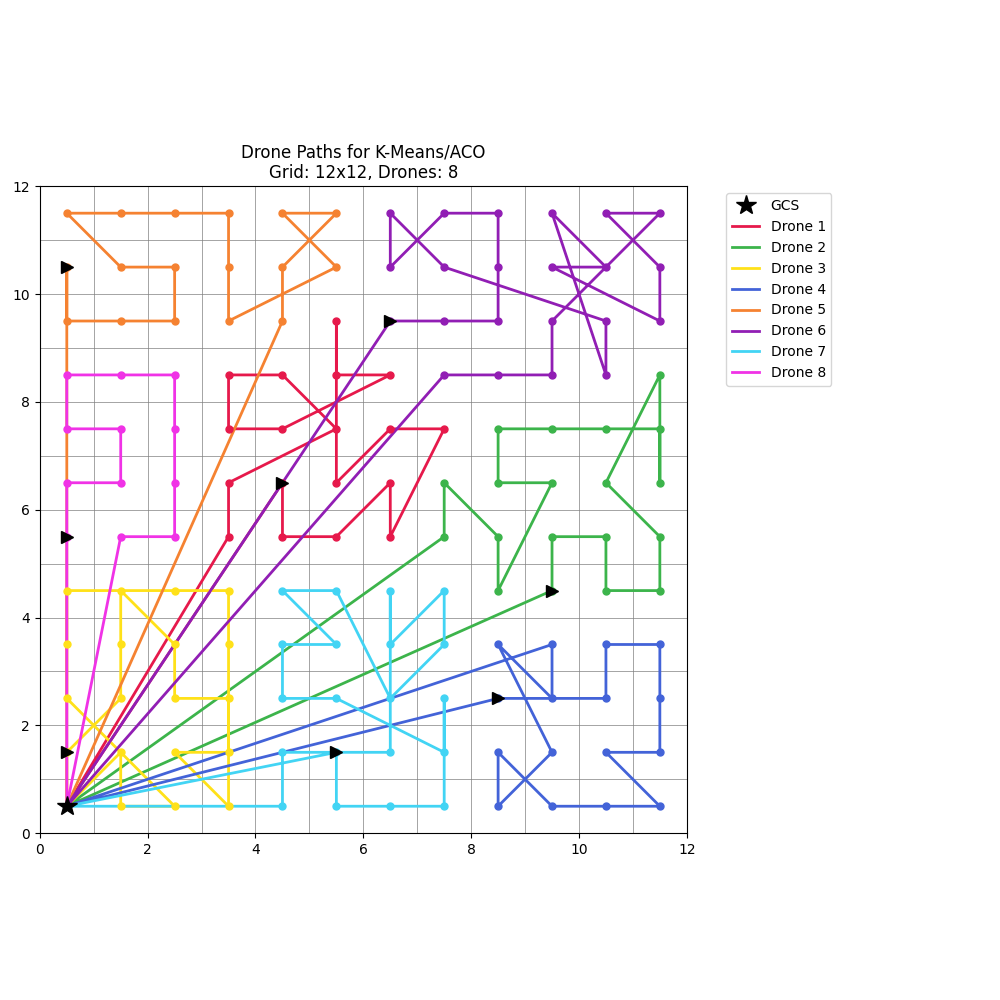 Drone Paths for K-Means/ACO
Grid: 12x12, Drones: 8
12
10
8
6
4
2
0
0 2 4 6 8 10 12
GCS
Drone 1
Drone 2
Drone 3
Drone 4
Drone 5
Drone 6
Drone 7
Drone 8